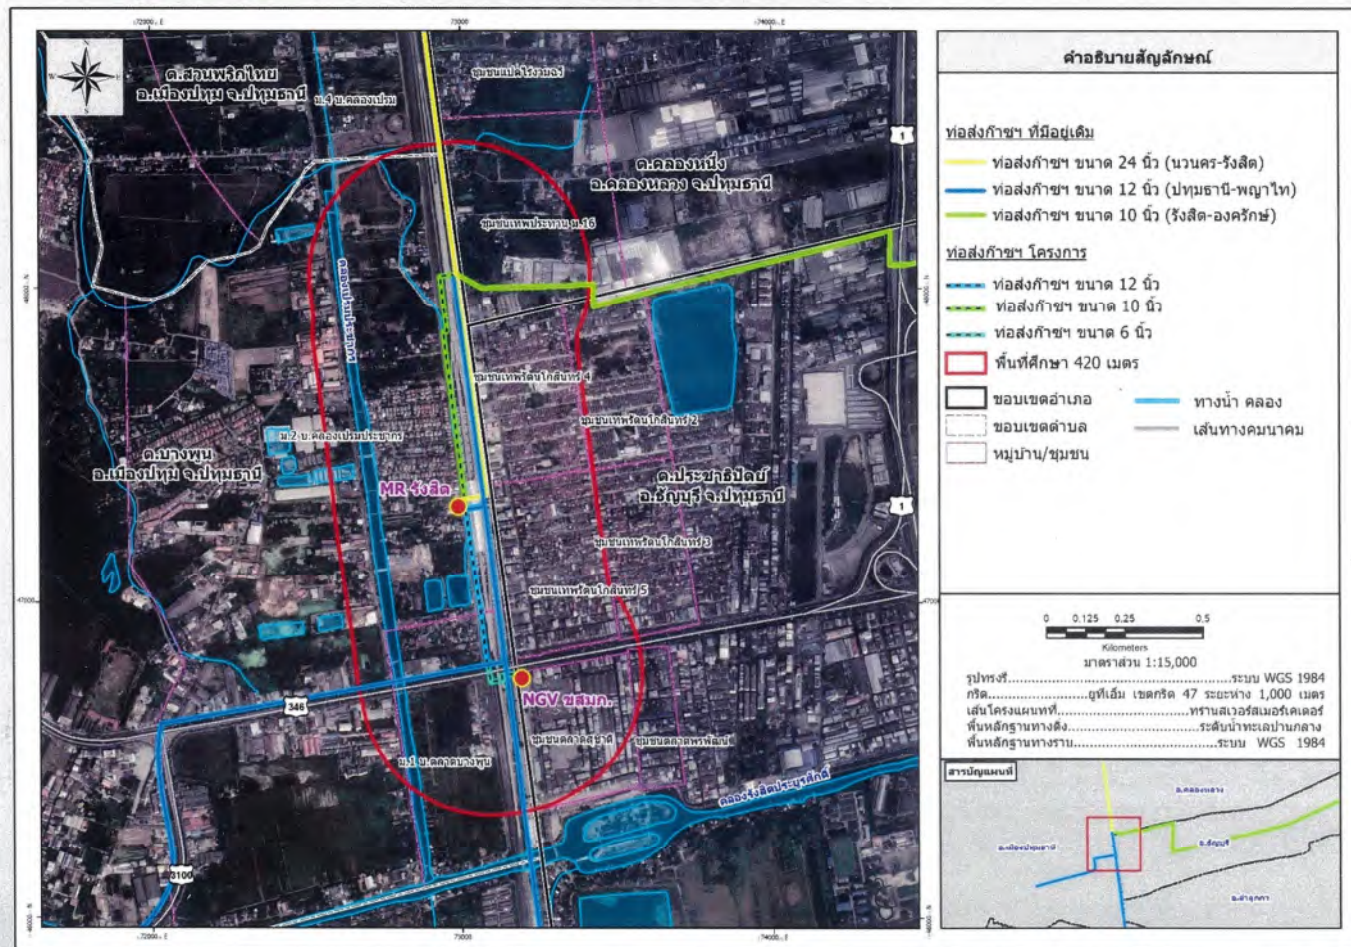 ต.สวนพริกไทย
อ.เมืองปทุม จ.ปทุมธานี
ม.4 บ.คลองเปรม
ชุมชนแปดไร่งามฉวี
ต.คลองหนึ่ง
อ.คลองหลวง จ.ปทุมธานี
ชุมชนเทพประทาน ม.16
คลองเปรมประชากร
ชุมชนเทพรัตนโกสินทร์ 4
ชุมชนเทพรัตนโกสินทร์ 2
ม.2 บ.คลองเปรมประชากร
ต.บางพูน
อ.เมืองปทุม จ.ปทุมธานี
ต.ประชาธิปัตย์
อ.ธัญบุรี จ.ปทุมธานี
MR รังสิต
ชุมชนเทพรัตนโกสินทร์ 3
ชุมชนเทพรัตนโกสินทร์ 5
NGV ขสมก.
346
ชุมชนตลาดสุชาติ
ชุมชนตลาดพรพัฒน์
ม.1 บ.ตลาดบางพูน
คลองรังสิตประยูรศักดิ์
3100
1
1
คำอธิบายสัญลักษณ์
ท่อส่งก๊าซฯ ที่มีอยู่เดิม
ท่อส่งก๊าซฯ ขนาด 24 นิ้ว (นวนคร-รังสิต)
ท่อส่งก๊าซฯ ขนาด 12 นิ้ว (ปทุมธานี-พญาไท)
ท่อส่งก๊าซฯ ขนาด 10 นิ้ว (รังสิต-องครักษ์)
ท่อส่งก๊าซฯ โครงการ
ท่อส่งก๊าซฯ ขนาด 12 นิ้ว
ท่อส่งก๊าซฯ ขนาด 10 นิ้ว
ท่อส่งก๊าซฯ ขนาด 6 นิ้ว
พื้นที่ศึกษา 420 เมตร
ขอบเขตอำเภอ
ทางน้ำ คลอง
ขอบเขตตำบล
เส้นทางคมนาคม
หมู่บ้าน/ชุมชน
0 0.125 0.25 0.5
Kilometers
มาตราส่วน 1:15,000
รูปทรงรี..............................ระบบ WGS 1984
กริด....................ยูทีเอ็ม เขตกริด 47 ระยะห่าง 1,000 เมตร
เส้นโครงแผนที่....................ทรานสเวอร์สเมอร์เคเตอร์
พื้นหลักฐานทางดิ่ง....................ระดับน้ำทะเลปานกลาง
พื้นหลักฐานทางราบ....................ระบบ WGS 1984
สารบัญแผนที่
อ.คลองหลวง
อ.เมืองปทุมธานี
อ.ธัญบุรี
อ.ลำลูกกา